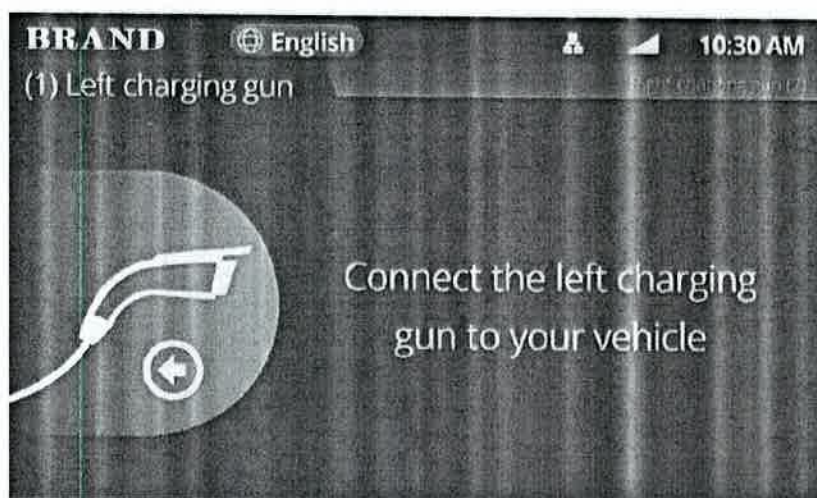 BRAND English 10:30 AM
(1) Left charging gun
Connect the left charging
gun to your vehicle